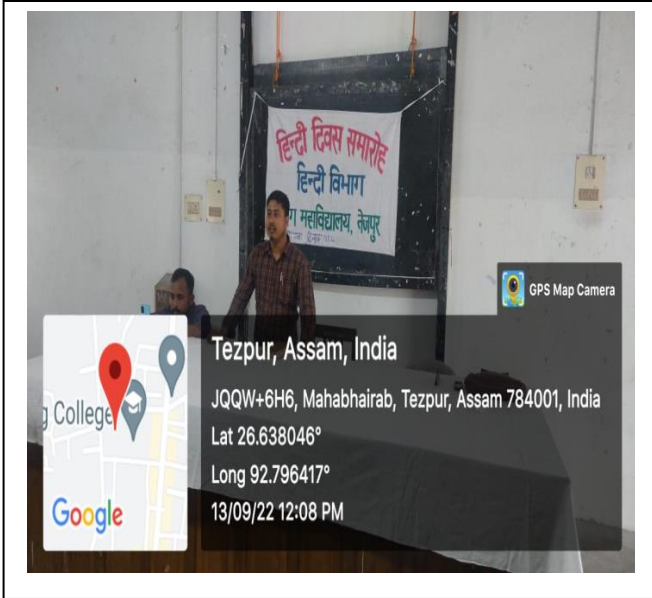 हिन्दी दिवस समारोह
हिन्दी विभाग
महाविद्यालय, तेजपुर
GPS Map Camera
Tezpur, Assam, India
JQQW+6H6, Mahabhairab, Tezpur, Assam 784001, India
Lat 26.638046°
Long 92.796417°
13/09/22 12:08 PM
g College
Google